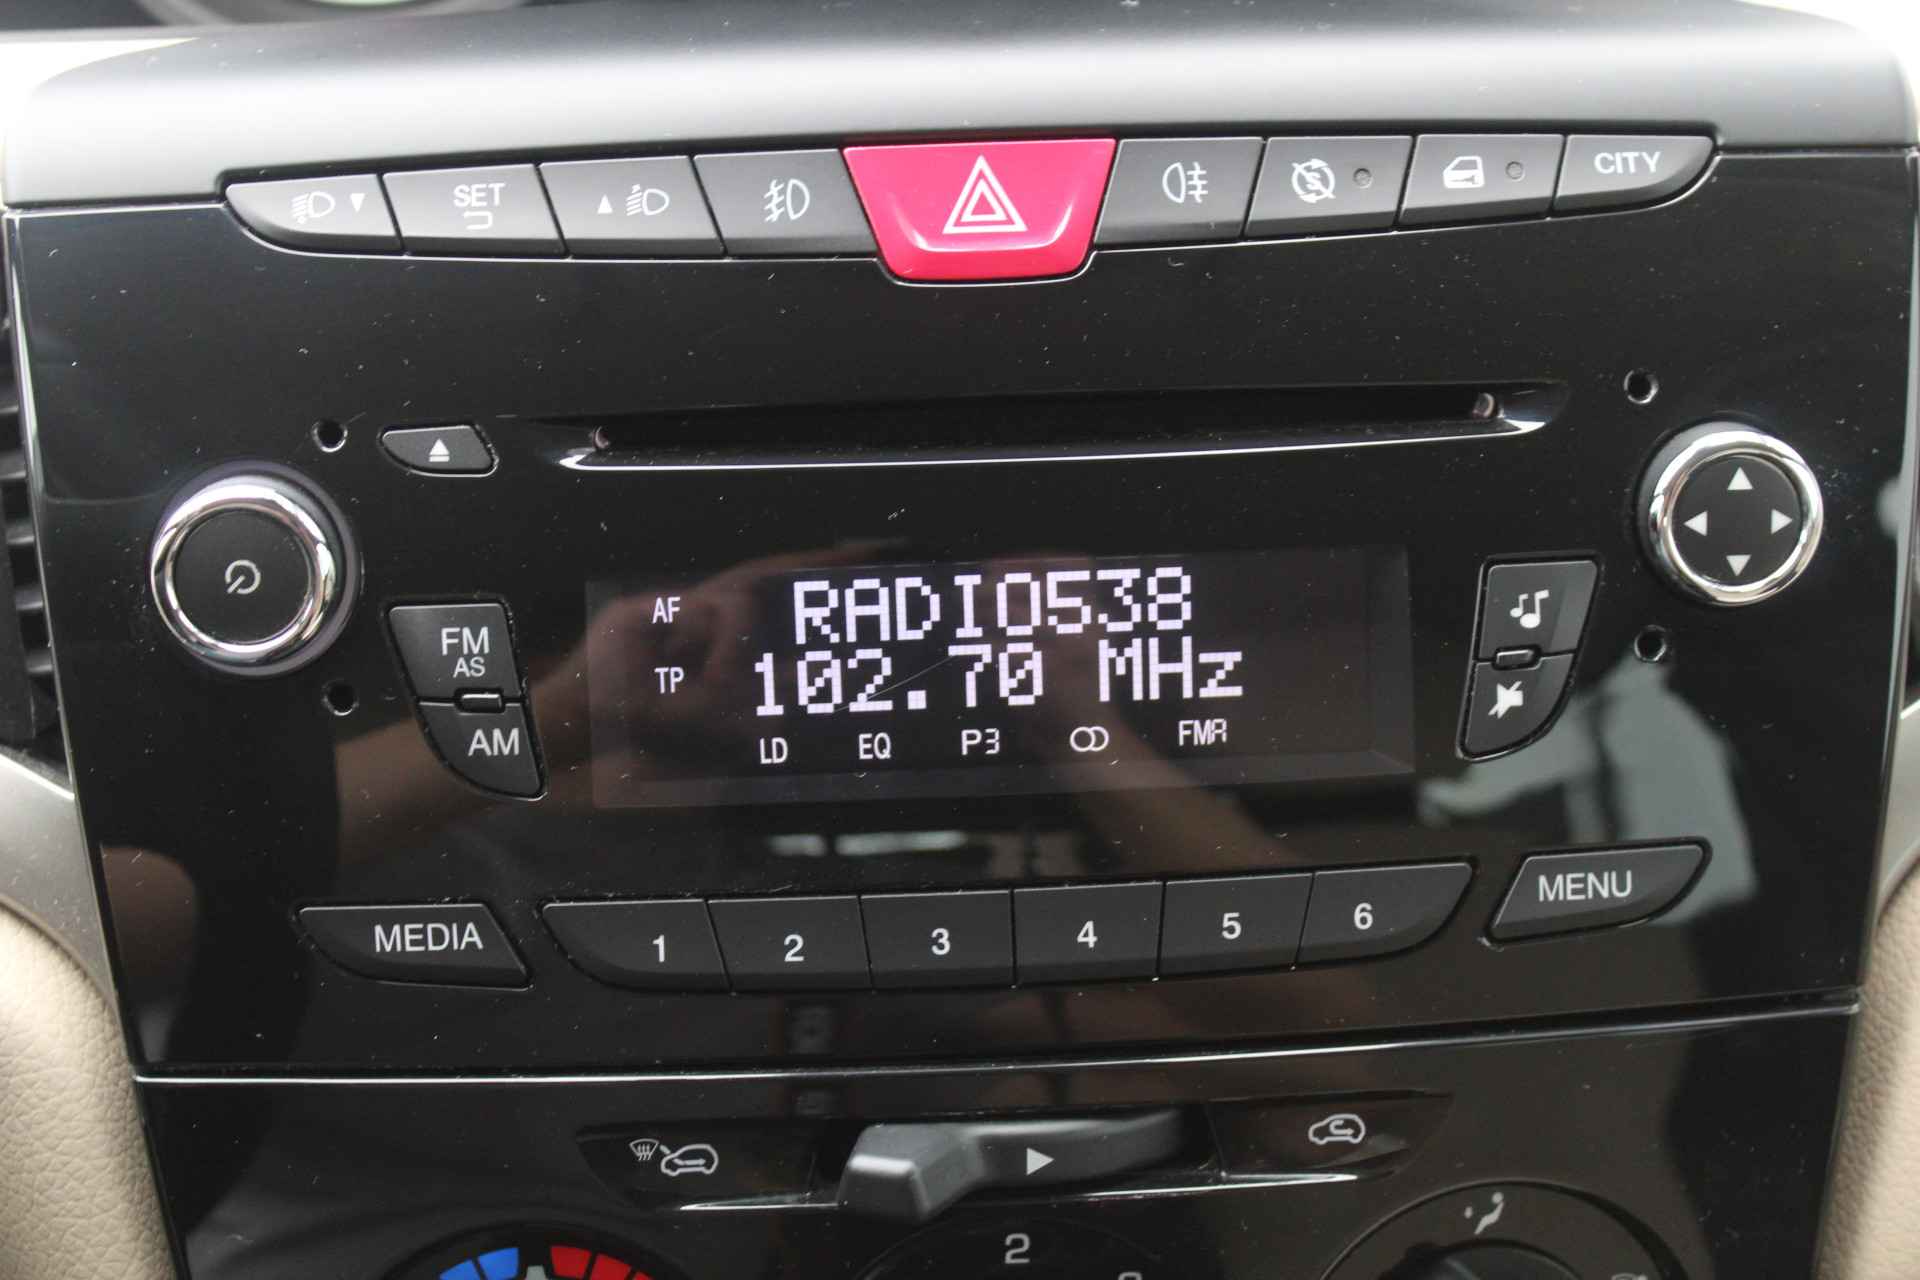 SET
CITY
FM
AS
AM
AF
RADIO538
TP
102.70 MHz
LD EQ P3 FMR
MEDIA
1 2 3 4 5 6
MENU
2